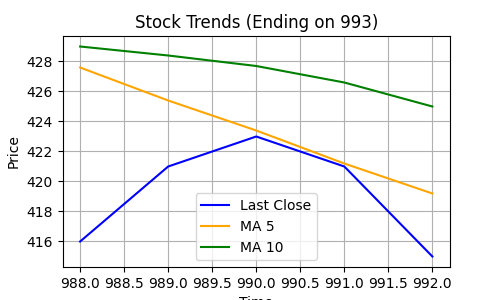 Stock Trends (Ending on 993)
Price
428
426
424
422
420
418
416
Last Close
MA 5
MA 10
988.0 988.5 989.0 989.5 990.0 990.5 991.0 991.5 992.0
Time